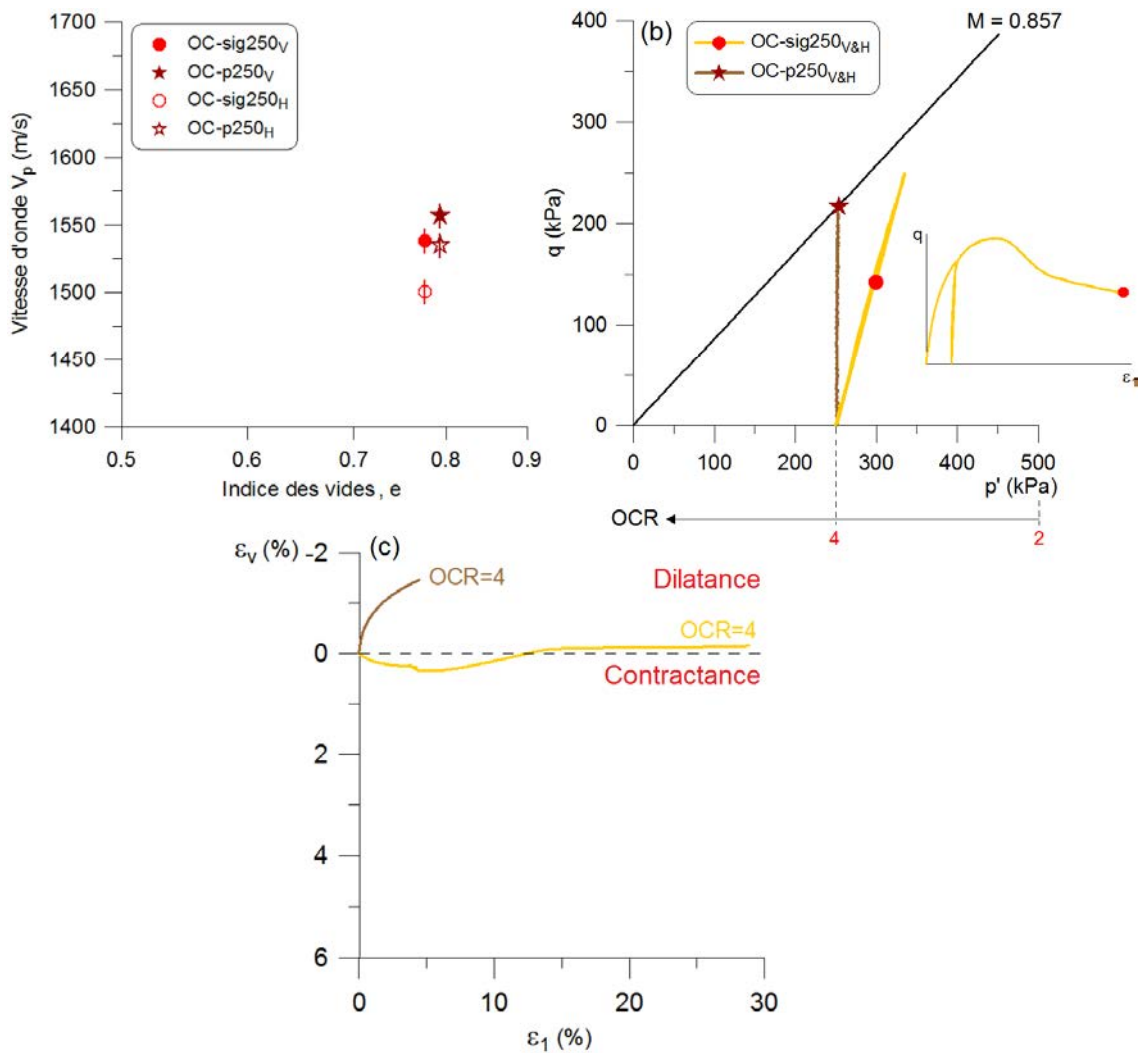 1700
1650
1600
1550
1500
1450
1400
Vitesse d'onde Vp (m/s)
OC-sig250V
OC-p250V
OC-sig250H
OC-p250H
0.5 0.6 0.7 0.8 0.9
Indice des vides, e
(b)
OC-sig250V&H
OC-p250V&H
M = 0.857
400
300
200
100
0
q (kPa)
q
ε1
0 100 200 300 400 500
p' (kPa)
OCR
4 2
εv (%)
(c)
-2
0
2
4
6
OCR=4
Dilatance
OCR=4
Contractance
0 10 20 30
ε1 (%)